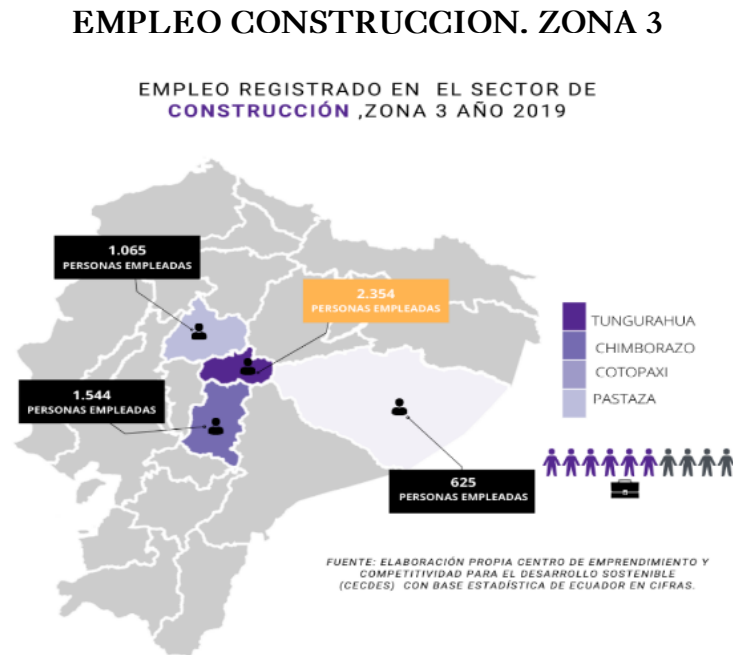 EMPLEO CONSTRUCCION. ZONA 3
EMPLEO REGISTRADO EN EL SECTOR DE
CONSTRUCCIÓN ,ZONA 3 AÑO 2019
1.065
PERSONAS EMPLEADAS
2.354
PERSONAS EMPLEADAS
1.544
PERSONAS EMPLEADAS
625
PERSONAS EMPLEADAS
TUNGURAHUA
CHIMBORAZO
COTOPAXI
PASTAZA
FUENTE: ELABORACIÓN PROPIA CENTRO DE EMPRENDIMIENTO Y
COMPETITIVIDAD PARA EL DESARROLLO SOSTENIBLE
(CECDES) CON BASE ESTADÍSTICA DE ECUADOR EN CIFRAS.